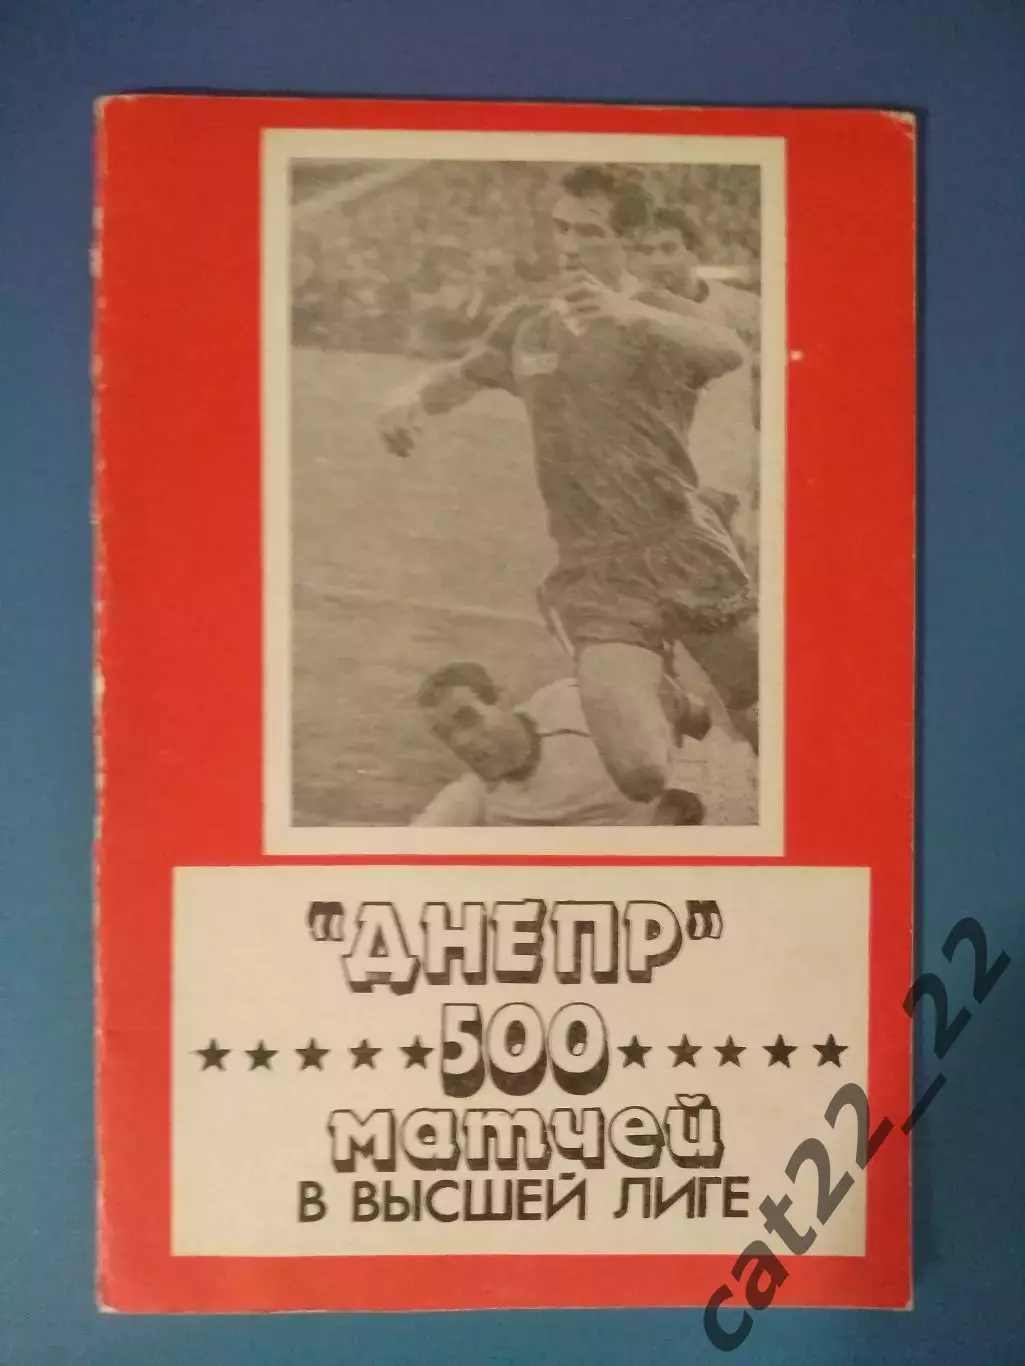 "ДНЕПР"
★★★★★ 500 ★★★★★
матчей
В ВЫСШЕЙ ЛИГЕ
cat22_22